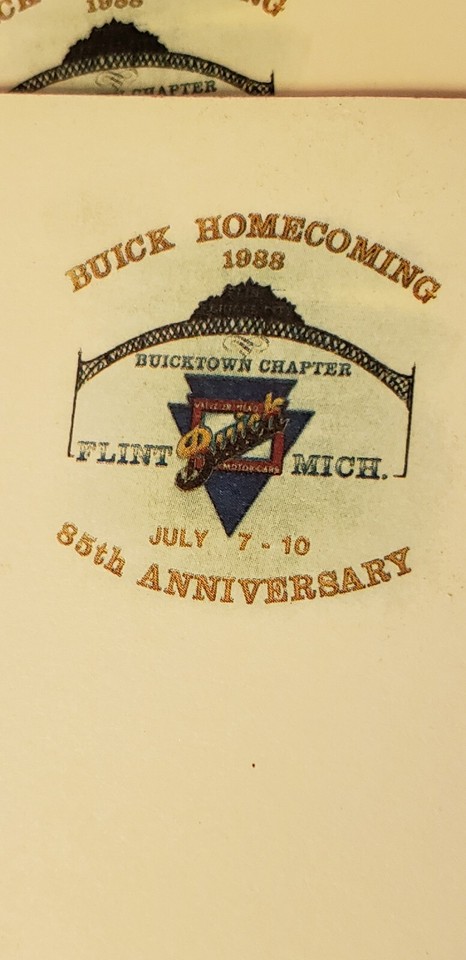 1988
CHAPTER
BUICK HOMECOMING
1988
BUICKTOWN CHAPTER
VALVE-IN-HEAD
Buick
MOTOR CARS
FLINT MICH.
JULY 7 - 10
85th ANNIVERSARY